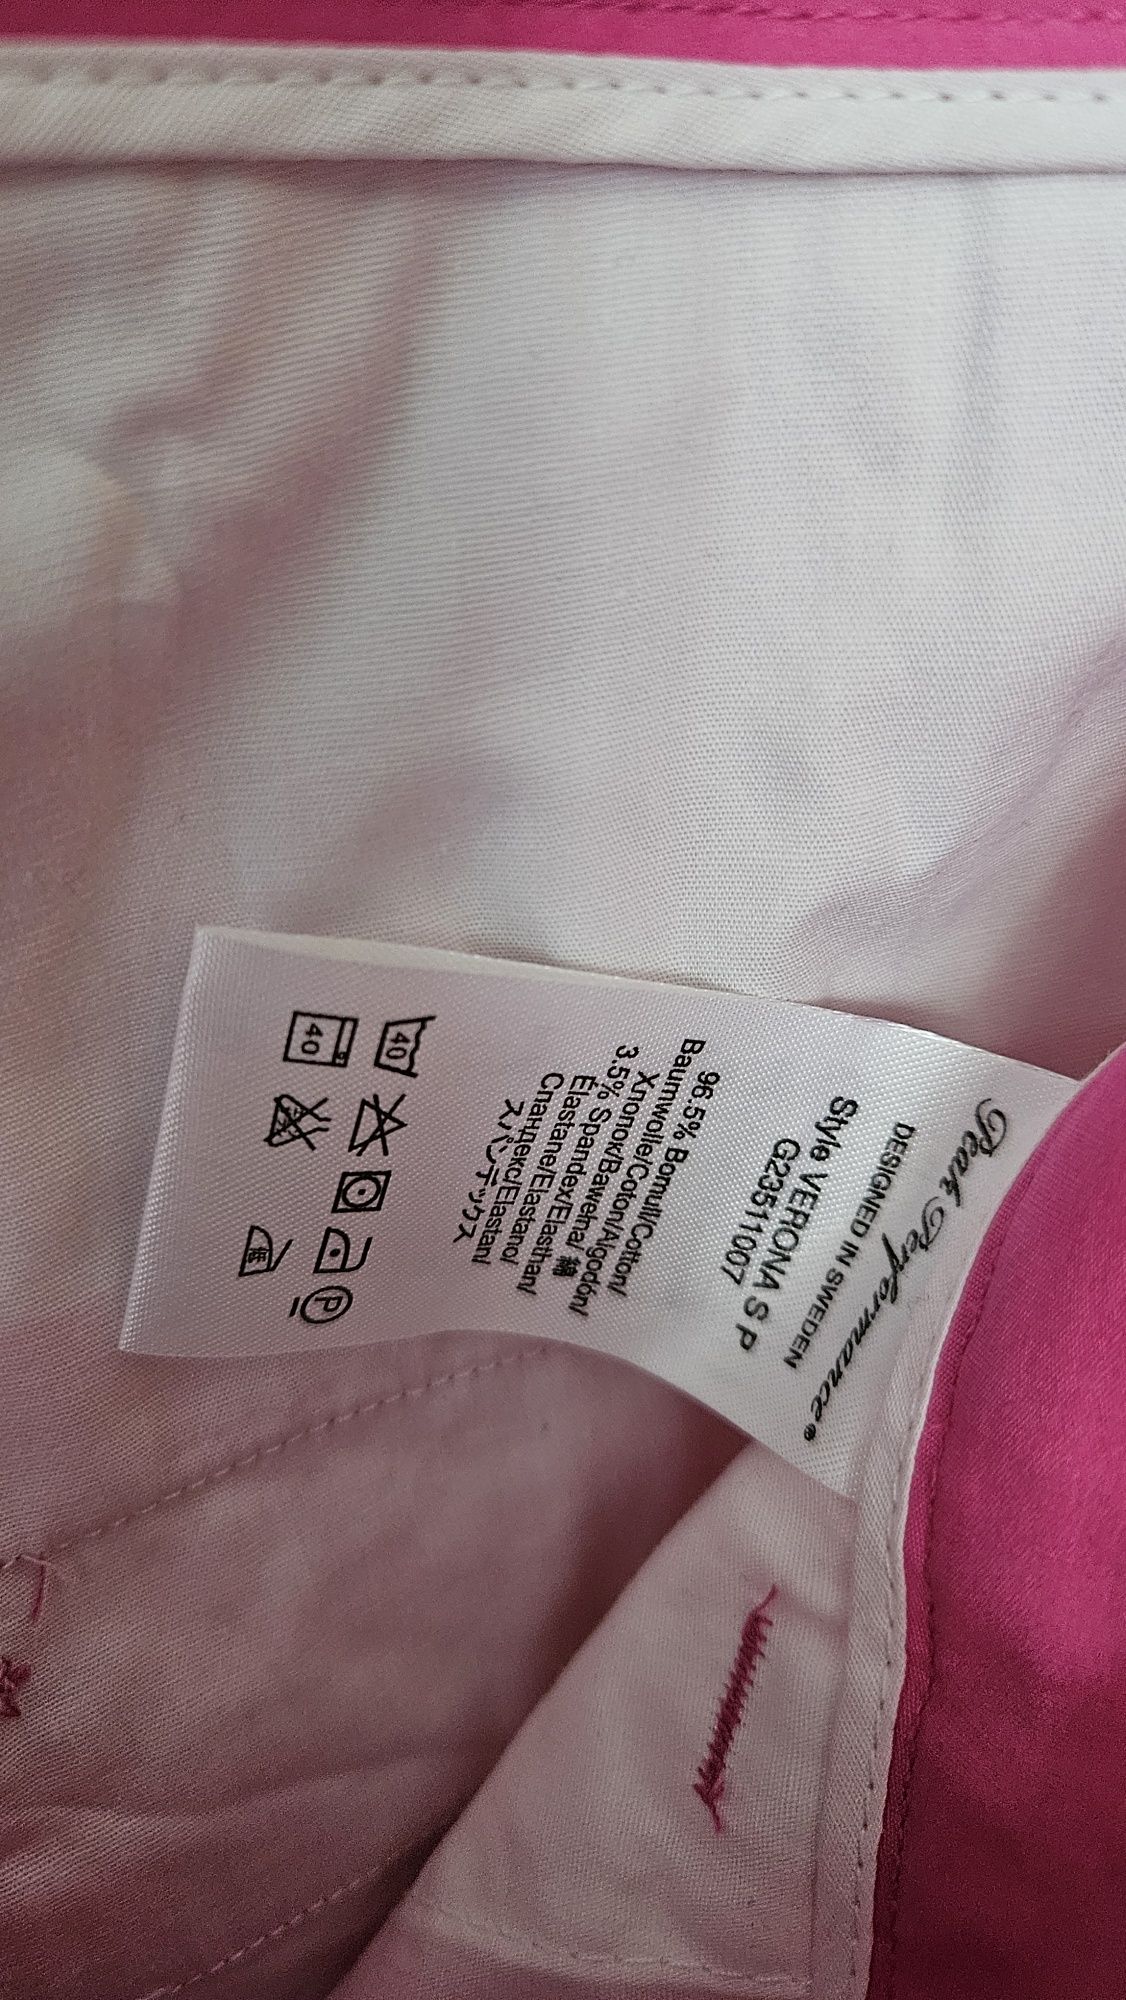 Peak Performance®
DESIGNED IN SWEDEN
Style VERONA S P
G23511007
96.5% Bomull/Cotton/
Baumwolle/Coton/Algodón/
Хлопок/Bawełna/ 綿
3.5% Spandex/Elasthan/
Élastane/Elastano/
Спандекс/Elastan/
スパンデックス
40
P
40